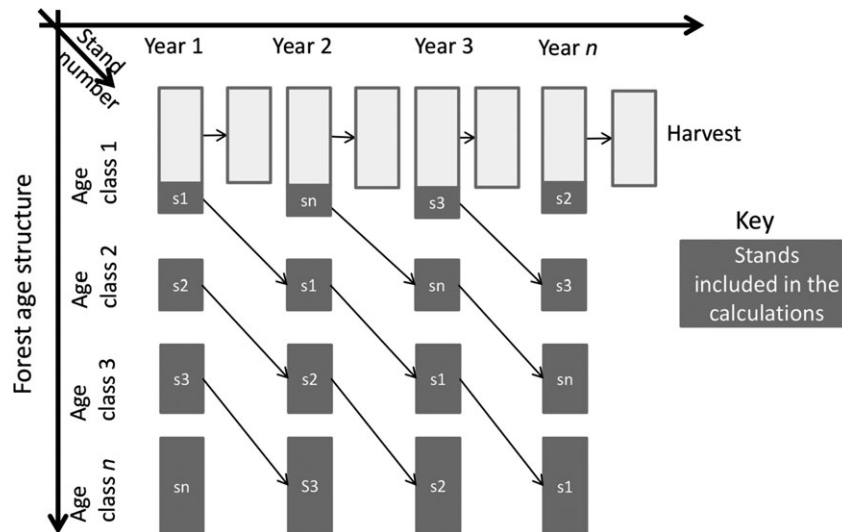 Stand
number
Year 1
Year 2
Year 3
Year n
Harvest
Forest age structure
Age
class 1
s1
sn
s3
s2
Key
Stands
included in the
calculations
Age
class 2
s2
s1
sn
s3
Age
class 3
s3
s2
s1
sn
Age
class n
sn
S3
s2
s1